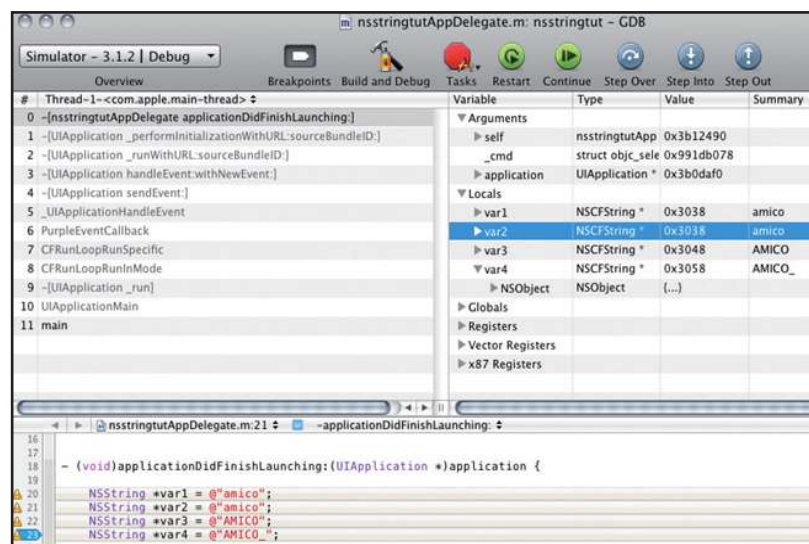 nsstringtutAppDelegate.m: nsstringtut - GDB
Simulator - 3.1.2 | Debug
Overview Breakpoints Build and Debug Tasks Restart Continue Step Over Step Into Step Out
# Thread-1-<com.apple.main-thread>
0 -[nsstringtutAppDelegate applicationDidFinishLaunching:]
1 -[UIApplication _performInitializationWithURL:sourceBundleID:]
2 -[UIApplication _runWithURL:sourceBundleID:]
3 -[UIApplication handleEvent:withNewEvent:]
4 -[UIApplication sendEvent:]
5 _UIApplicationHandleEvent
6 PurpleEventCallback
7 CFRunLoopRunSpecific
8 CFRunLoopRunInMode
9 -[UIApplication _run]
10 UIApplicationMain
11 main
Variable Type Value Summary
Arguments
self nsstringtutApp 0x3b12490
_cmd struct objc_sele 0x991db078
application UIApplication * 0x3b0daf0
Locals
var1 NSCFString * 0x3038 amico
var2 NSCFString * 0x3038 amico
var3 NSCFString * 0x3048 AMICO
var4 NSCFString * 0x3058 AMICO_
NSObject NSObject {...}
Globals
Registers
Vector Registers
x87 Registers
nsstringtutAppDelegate.m:21 -applicationDidFinishLaunching:
16
17
18 - (void)applicationDidFinishLaunching:(UIApplication *)application {
19
20 NSString *var1 = @"amico";
21 NSString *var2 = @"amico";
22 NSString *var3 = @"AMICO";
23 NSString *var4 = @"AMICO_";